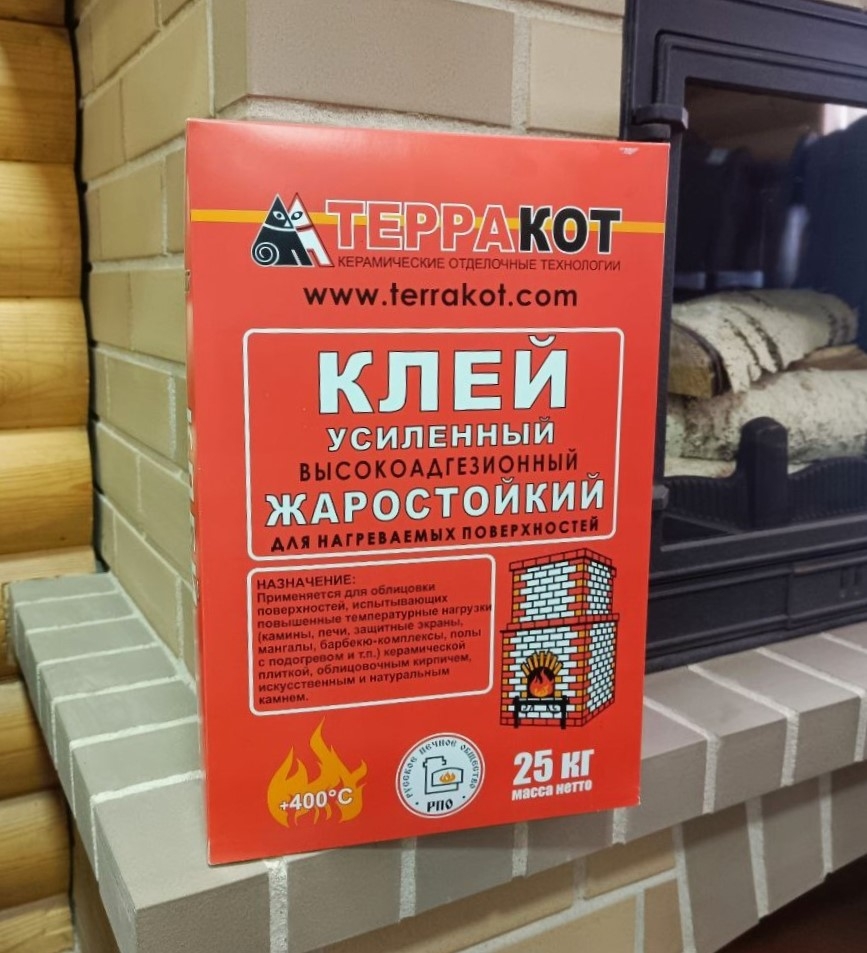 ТЕРРАКОТ
КЕРАМИЧЕСКИЕ ОТДЕЛОЧНЫЕ ТЕХНОЛОГИИ
www.terrakot.com
КЛЕЙ
УСИЛЕННЫЙ
ВЫСОКОАДГЕЗИОННЫЙ
ЖАРОСТОЙКИЙ
ДЛЯ НАГРЕВАЕМЫХ ПОВЕРХНОСТЕЙ
НАЗНАЧЕНИЕ:
Применяется для облицовки
поверхностей, испытывающих
повышенные температурные нагрузки
(камины, печи, защитные экраны,
мангалы, барбекю-комплексы, полы
с подогревом и т.п.) керамической
плиткой, облицовочным кирпичем,
искусственным и натуральным
камнем.
+400°C
РУССКОЕ ПЕЧНОЕ ОБЩЕСТВО
РПО
25 КГ
масса нетто